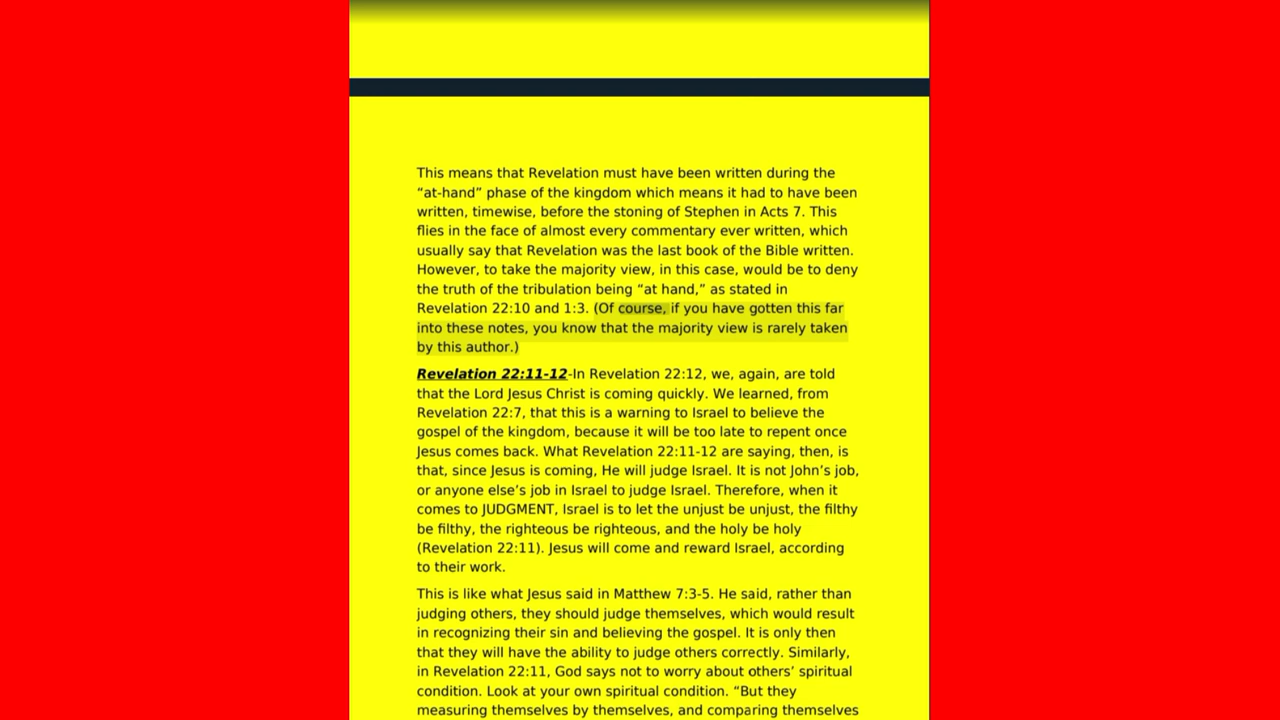 This means that Revelation must have been written during the
“at-hand” phase of the kingdom which means it had to have been
written, timewise, before the stoning of Stephen in Acts 7. This
flies in the face of almost every commentary ever written, which
usually say that Revelation was the last book of the Bible written.
However, to take the majority view, in this case, would be to deny
the truth of the tribulation being “at hand,” as stated in
Revelation 22:10 and 1:3. (Of course, if you have gotten this far
into these notes, you know that the majority view is rarely taken
by this author.)
Revelation 22:11-12-In Revelation 22:12, we, again, are told
that the Lord Jesus Christ is coming quickly. We learned, from
Revelation 22:7, that this is a warning to Israel to believe the
gospel of the kingdom, because it will be too late to repent once
Jesus comes back. What Revelation 22:11-12 are saying, then, is
that, since Jesus is coming, He will judge Israel. It is not John’s job,
or anyone else’s job in Israel to judge Israel. Therefore, when it
comes to JUDGMENT, Israel is to let the unjust be unjust, the filthy
be filthy, the righteous be righteous, and the holy be holy
(Revelation 22:11). Jesus will come and reward Israel, according
to their work.
This is like what Jesus said in Matthew 7:3-5. He said, rather than
judging others, they should judge themselves, which would result
in recognizing their sin and believing the gospel. It is only then
that they will have the ability to judge others correctly. Similarly,
in Revelation 22:11, God says not to worry about others’ spiritual
condition. Look at your own spiritual condition. “But they
measuring themselves by themselves, and comparing themselves